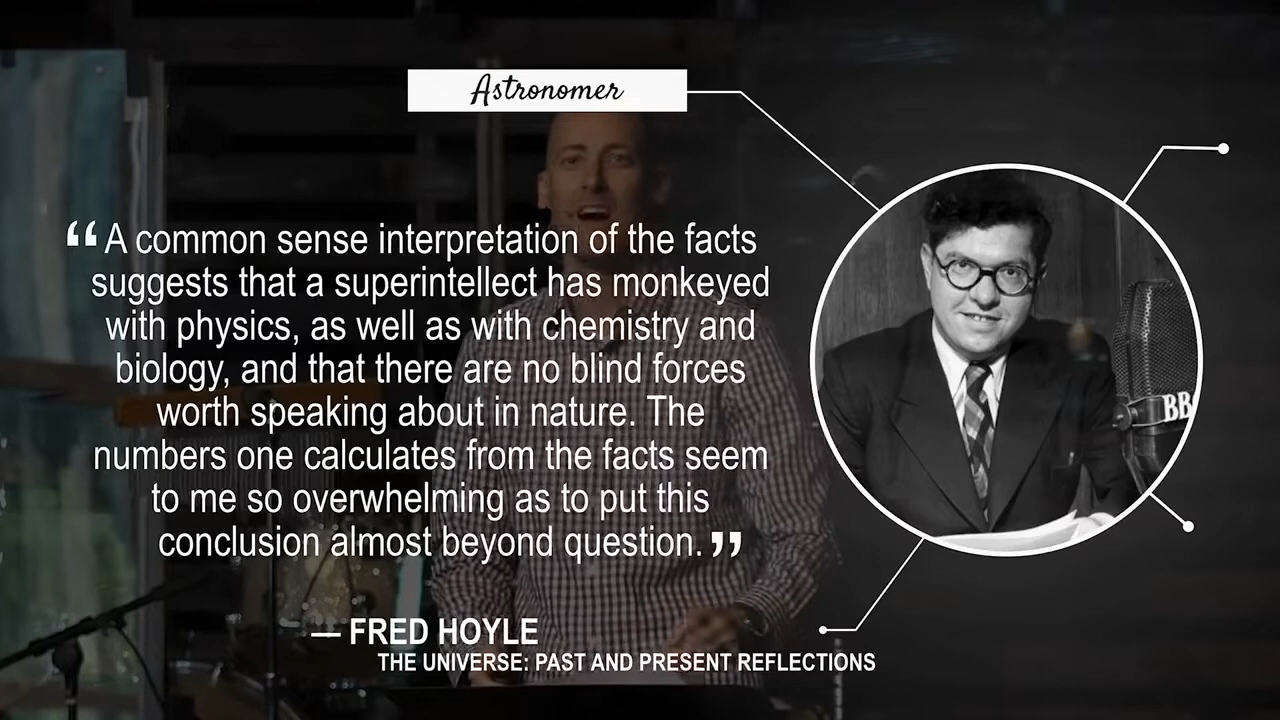 Astronomer
“A common sense interpretation of the facts
suggests that a superintellect has monkeyed
with physics, as well as with chemistry and
biology, and that there are no blind forces
worth speaking about in nature. The
numbers one calculates from the facts seem
to me so overwhelming as to put this
conclusion almost beyond question.”
— FRED HOYLE
THE UNIVERSE: PAST AND PRESENT REFLECTIONS
BBC